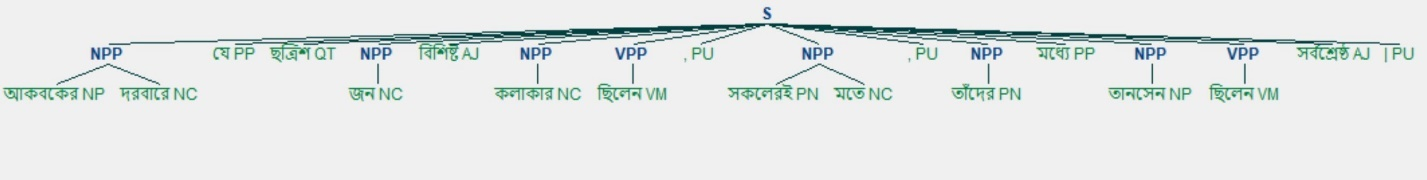 S
NPP যে PP ছত্রিশ QT NPP বিশিষ্ট AJ NPP VPP , PU NPP , PU NPP মধ্যে PP NPP VPP সর্বশ্রেষ্ঠ AJ | PU
আকবকের NP দরবারে NC জন NC কলাকার NC ছিলেন VM সকলেরই PN মতে NC তাঁদের PN তানসেন NP ছিলেন VM